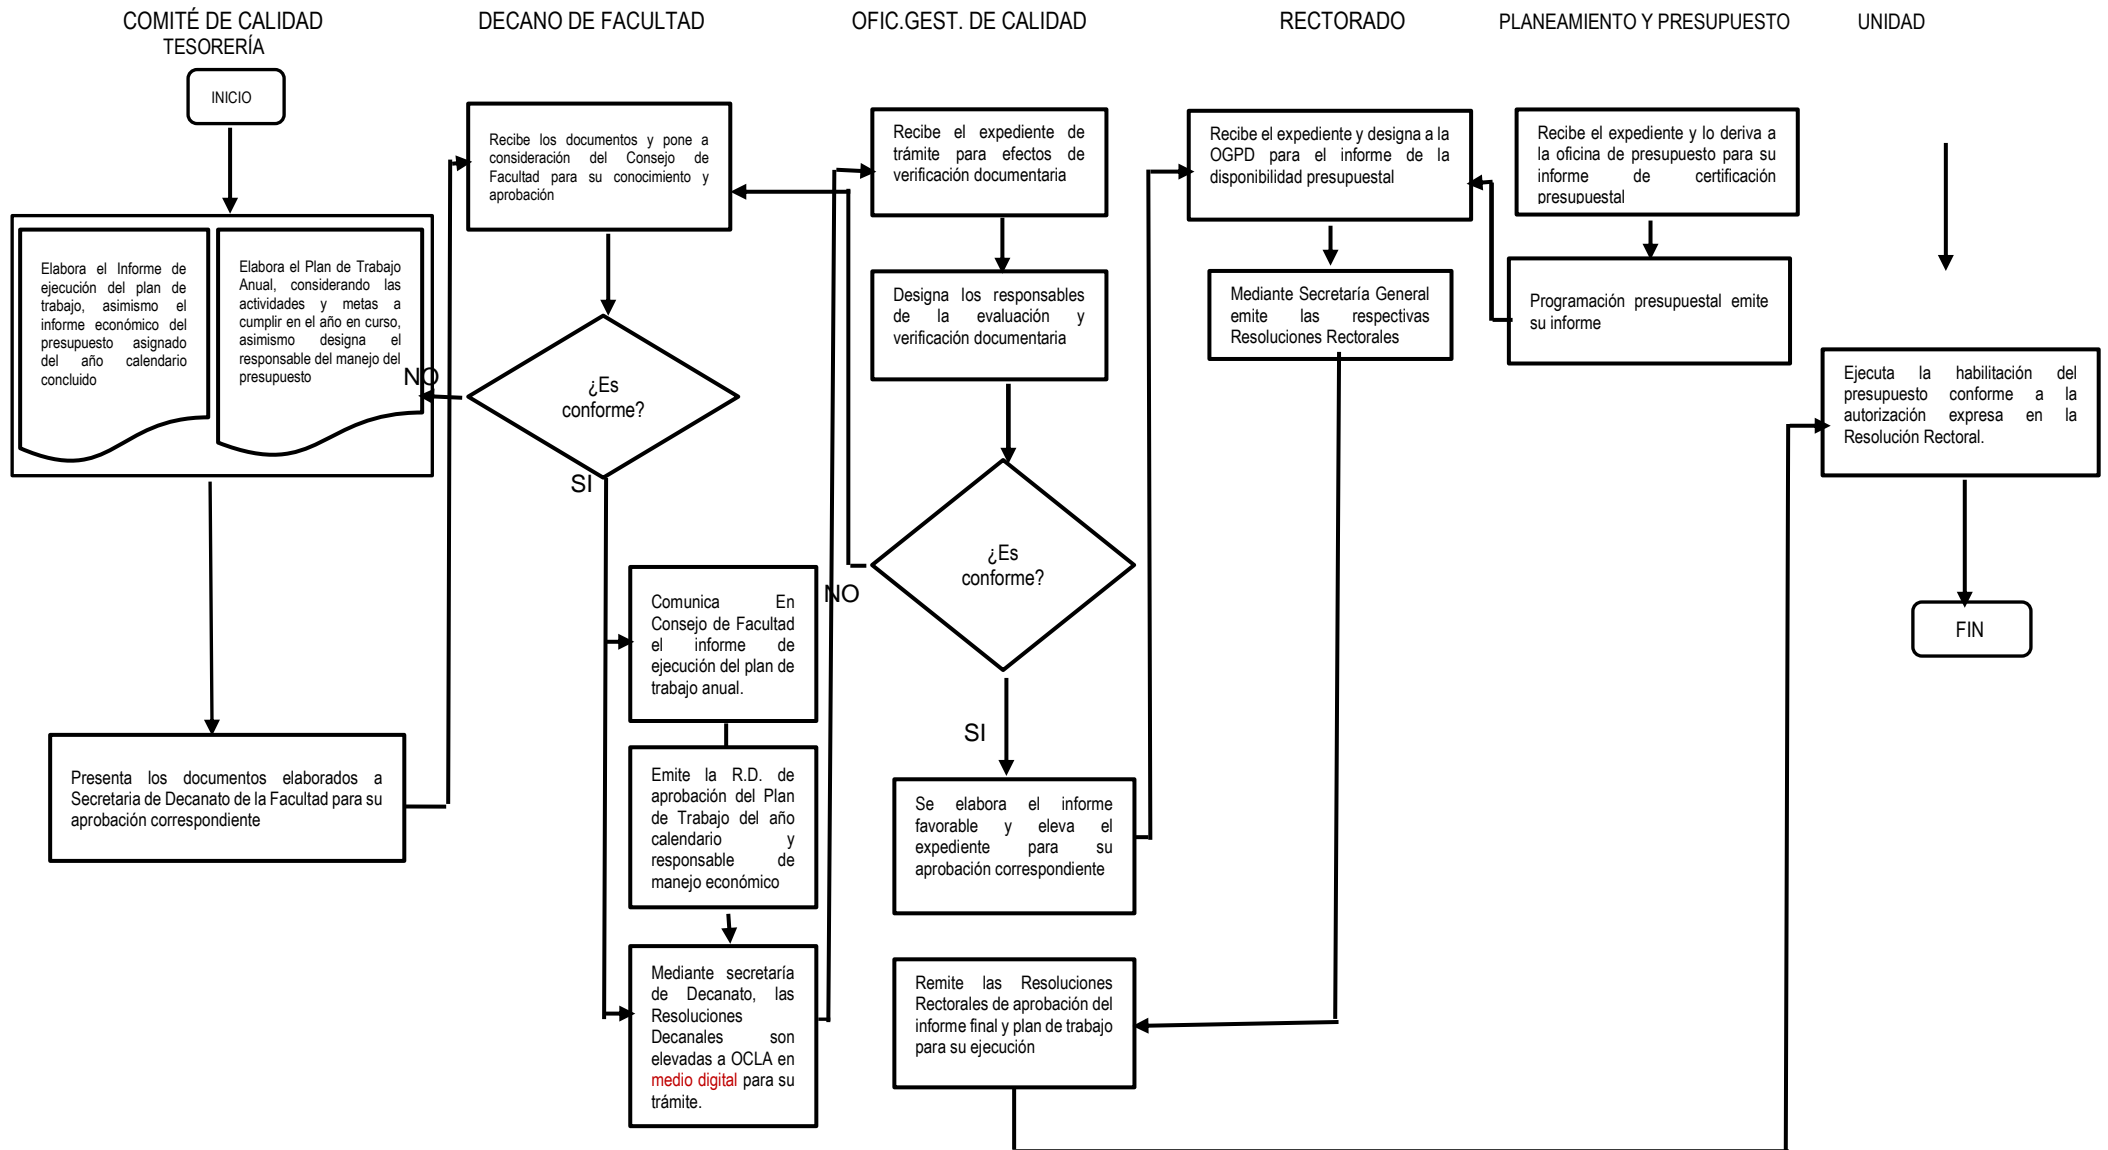 COMITÉ DE CALIDAD DECANO DE FACULTAD OFIC.GEST. DE CALIDAD RECTORADO PLANEAMIENTO Y PRESUPUESTO UNIDAD
TESORERÍA
INICIO
Elabora el Informe de
ejecución del plan de
trabajo, asimismo el
informe económico del
presupuesto asignado
del año calendario
concluido
Elabora el Plan de Trabajo
Anual, considerando las
actividades y metas a
cumplir en el año en curso,
asimismo designa el
responsable del manejo del
presupuesto
Presenta los documentos elaborados a
Secretaria de Decanato de la Facultad para su
aprobación correspondiente
Recibe los documentos y pone a
consideración del Consejo de
Facultad para su conocimiento y
aprobación
NO
¿Es
conforme?
SI
Comunica En
Consejo de Facultad
el informe de
ejecución del plan de
trabajo anual.
Emite la R.D. de
aprobación del Plan
de Trabajo del año
calendario y
responsable de
manejo económico
Mediante secretaría
de Decanato, las
Resoluciones
Decanales son
elevadas a OCLA en
medio digital para su
trámite.
Recibe el expediente de
trámite para efectos de
verificación documentaria
Designa los responsables
de la evaluación y
verificación documentaria
¿Es
conforme?
NO
SI
Se elabora el informe
favorable y eleva el
expediente para su
aprobación correspondiente
Remite las Resoluciones
Rectorales de aprobación del
informe final y plan de trabajo
para su ejecución
Recibe el expediente y designa a la
OGPD para el informe de la
disponibilidad presupuestal
Mediante Secretaría General
emite las respectivas
Resoluciones Rectorales
Recibe el expediente y lo deriva a
la oficina de presupuesto para su
informe de certificación
presupuestal
Programación presupuestal emite
su informe
Ejecuta la habilitación del
presupuesto conforme a la
autorización expresa en la
Resolución Rectoral.
FIN